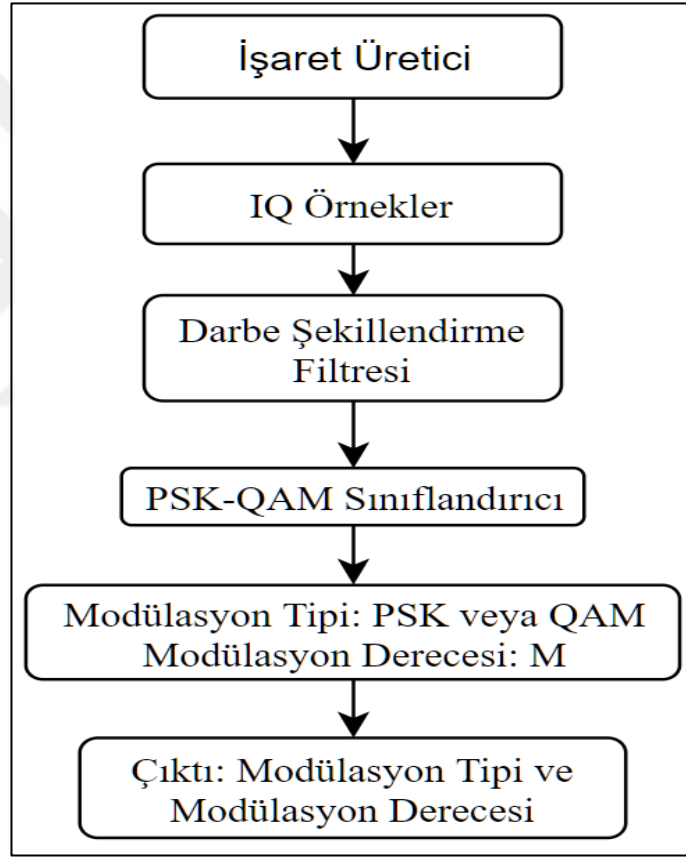 İşaret Üretici
IQ Örnekler
Darbe Şekillendirme
Filtresi
PSK-QAM Sınıflandırıcı
Modülasyon Tipi: PSK veya QAM
Modülasyon Derecesi: M
Çıktı: Modülasyon Tipi ve
Modülasyon Derecesi